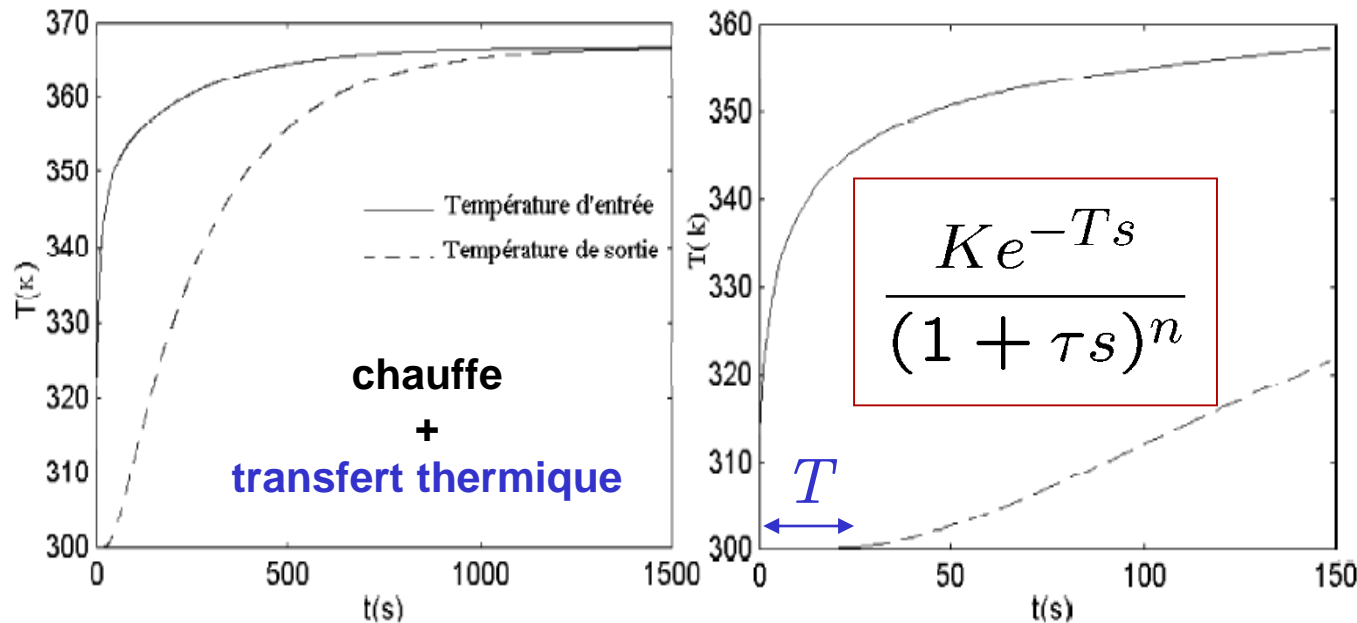 370
360
350
340
330
320
310
300
T(K)
0
500
1000
1500
t(s)
Température d'entrée
Température de sortie
chauffe
+
transfert thermique
360
350
340
330
320
310
300
T(k)
0
50
100
150
t(s)
Ke^{-Ts}
(1 + τs)^n
T